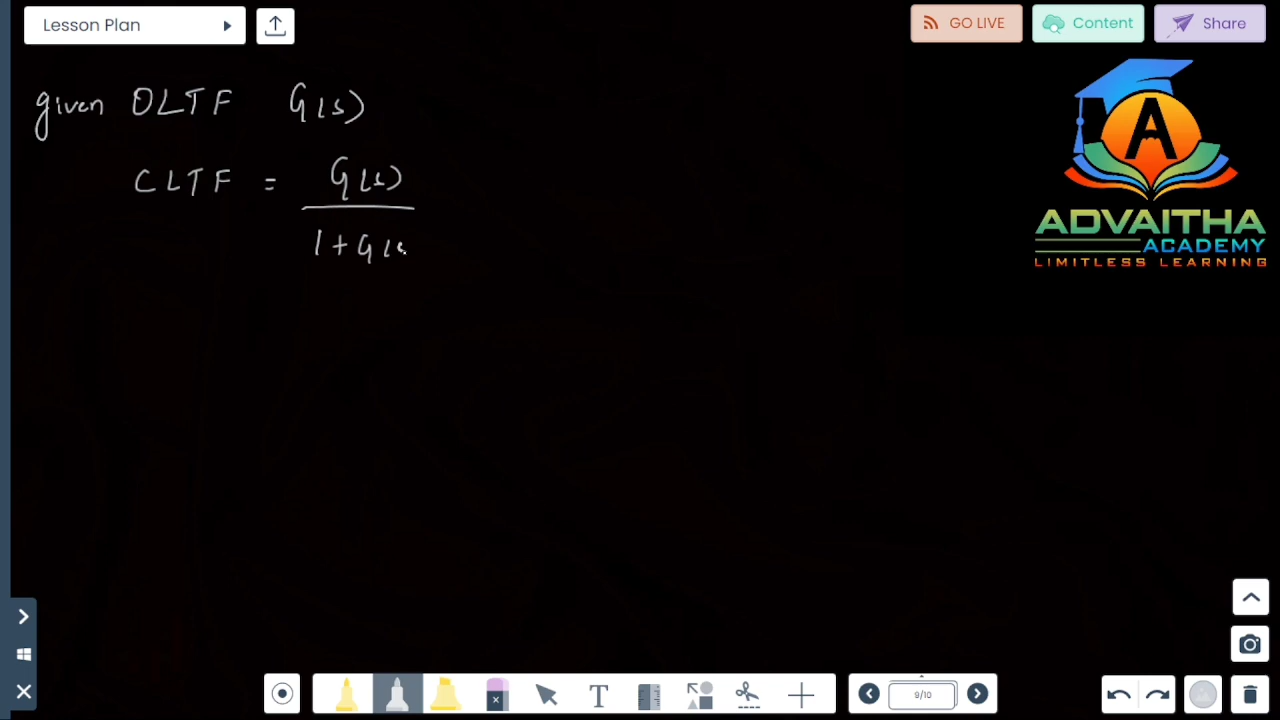 Lesson Plan
GO LIVE
Content
Share
given OLTF G(s)
CLTF = G(s)
1+G(s
A
ADVAITHA
ACADEMY
LIMITLESS LEARNING
T
9/10